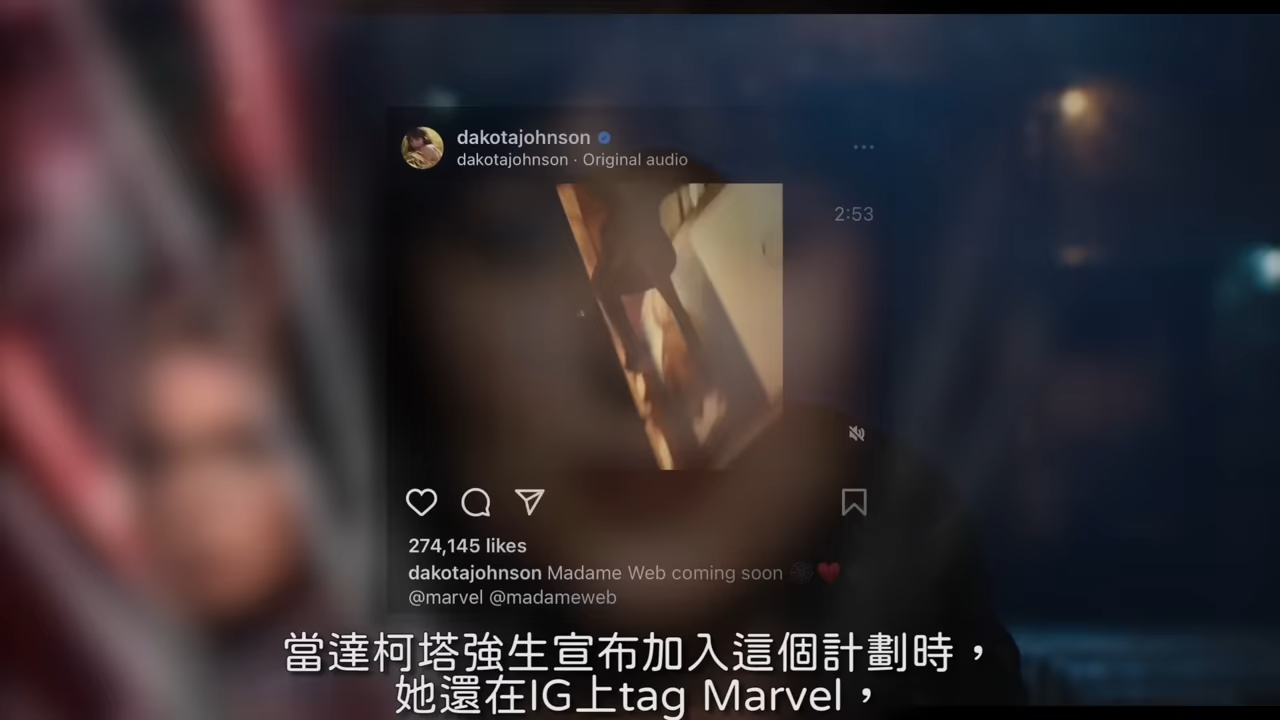 dakotajohnson
dakotajohnson · Original audio
2:53
274,145 likes
dakotajohnson Madame Web coming soon 🕸️❤️
@marvel @madameweb
當達柯塔強生宣布加入這個計劃時，
她還在IG上tag Marvel，